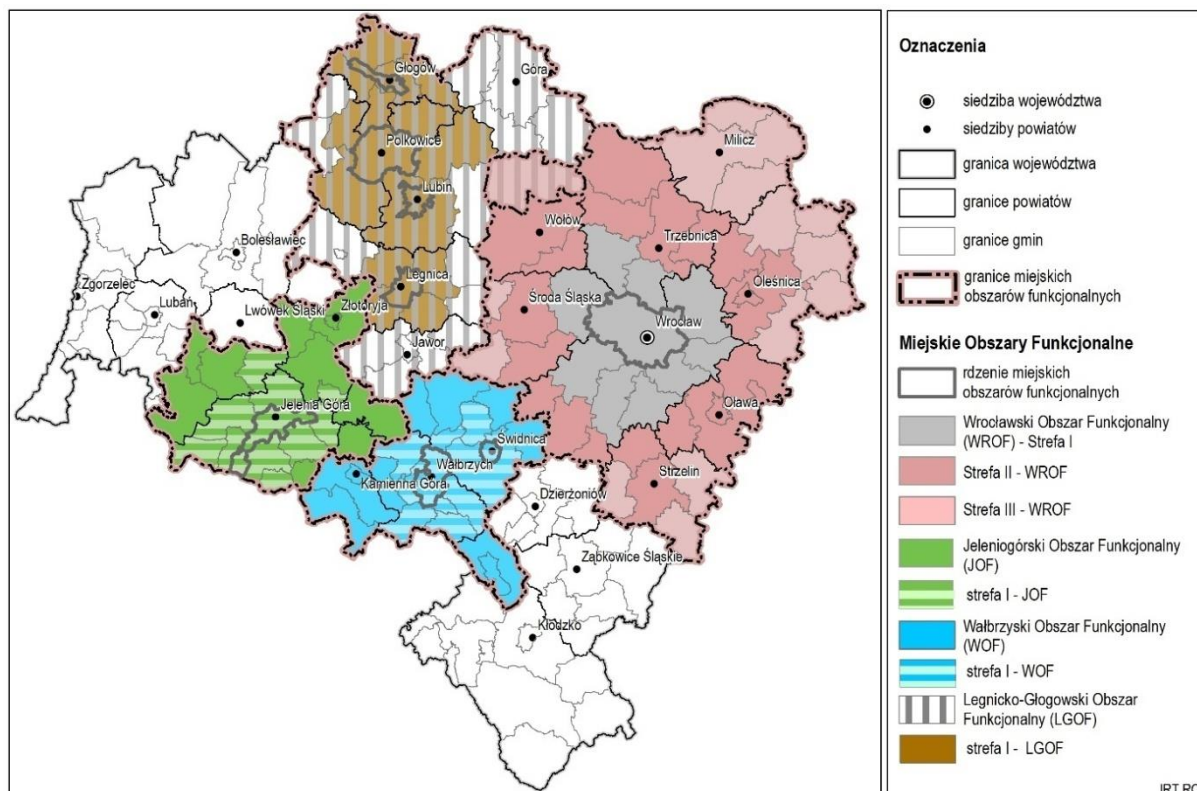 Głogów
Góra
Polkowice
Milicz
Lubin
Wołów
Trzebnica
Bolesławiec
Legnica
Oleśnica
Zgorzelec
Środa Śląska
Lubań
Złotoryja
Lwówek Śląski
Wrocław
Jawor
Jelenia Góra
Oława
Świdnica
Wałbrzych
Kamienna Góra
Strzelin
Dzierżoniów
Ząbkowice Śląskie
Kłodzko
Oznaczenia
siedziba województwa
siedziby powiatów
granica województwa
granice powiatów
granice gmin
granice miejskich
obszarów funkcjonalnych
Miejskie Obszary Funkcjonalne
rdzenie miejskich
obszarów funkcjonalnych
Wrocławski Obszar Funkcjonalny
(WROF) - Strefa I
Strefa II - WROF
Strefa III - WROF
Jeleniogórski Obszar Funkcjonalny
(JOF)
strefa I - JOF
Wałbrzyski Obszar Funkcjonalny
(WOF)
strefa I - WOF
Legnicko-Głogowski Obszar
Funkcjonalny (LGOF)
strefa I - LGOF